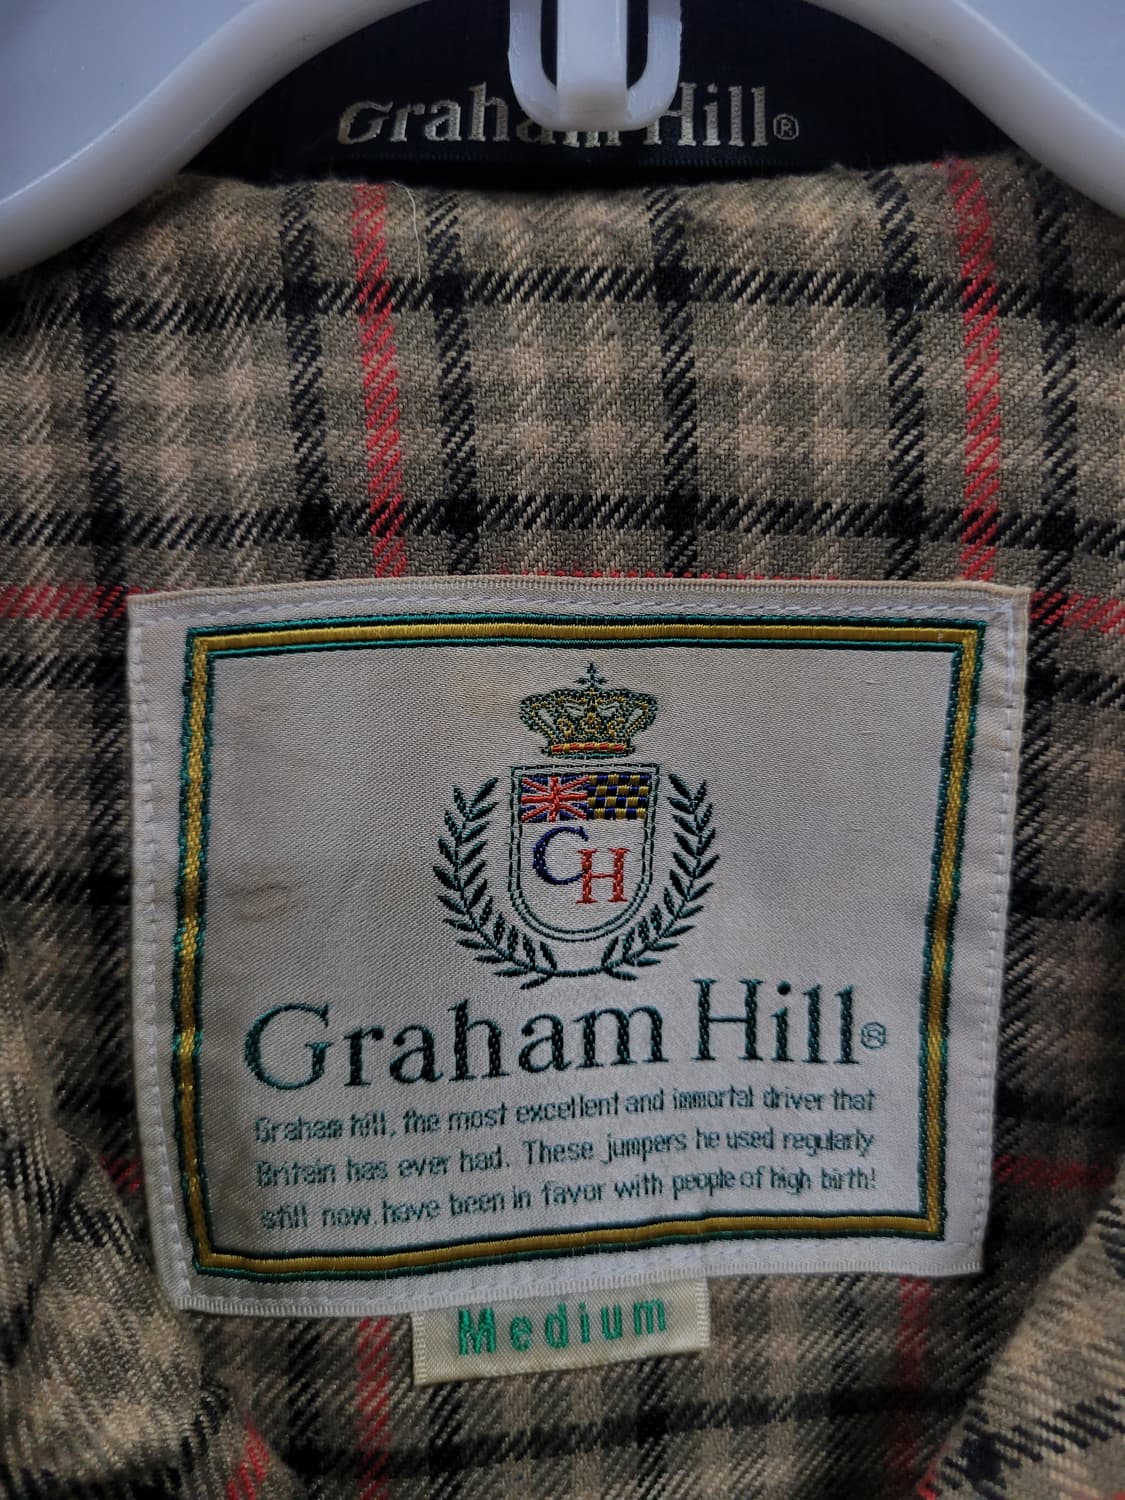 Graham Hill®
GH
Graham Hill®
Graham hill, the most excellent and immortal driver that
Britain has ever had. These jumpers he used regularly
still now, have been in favor with people of high birth!
Medium